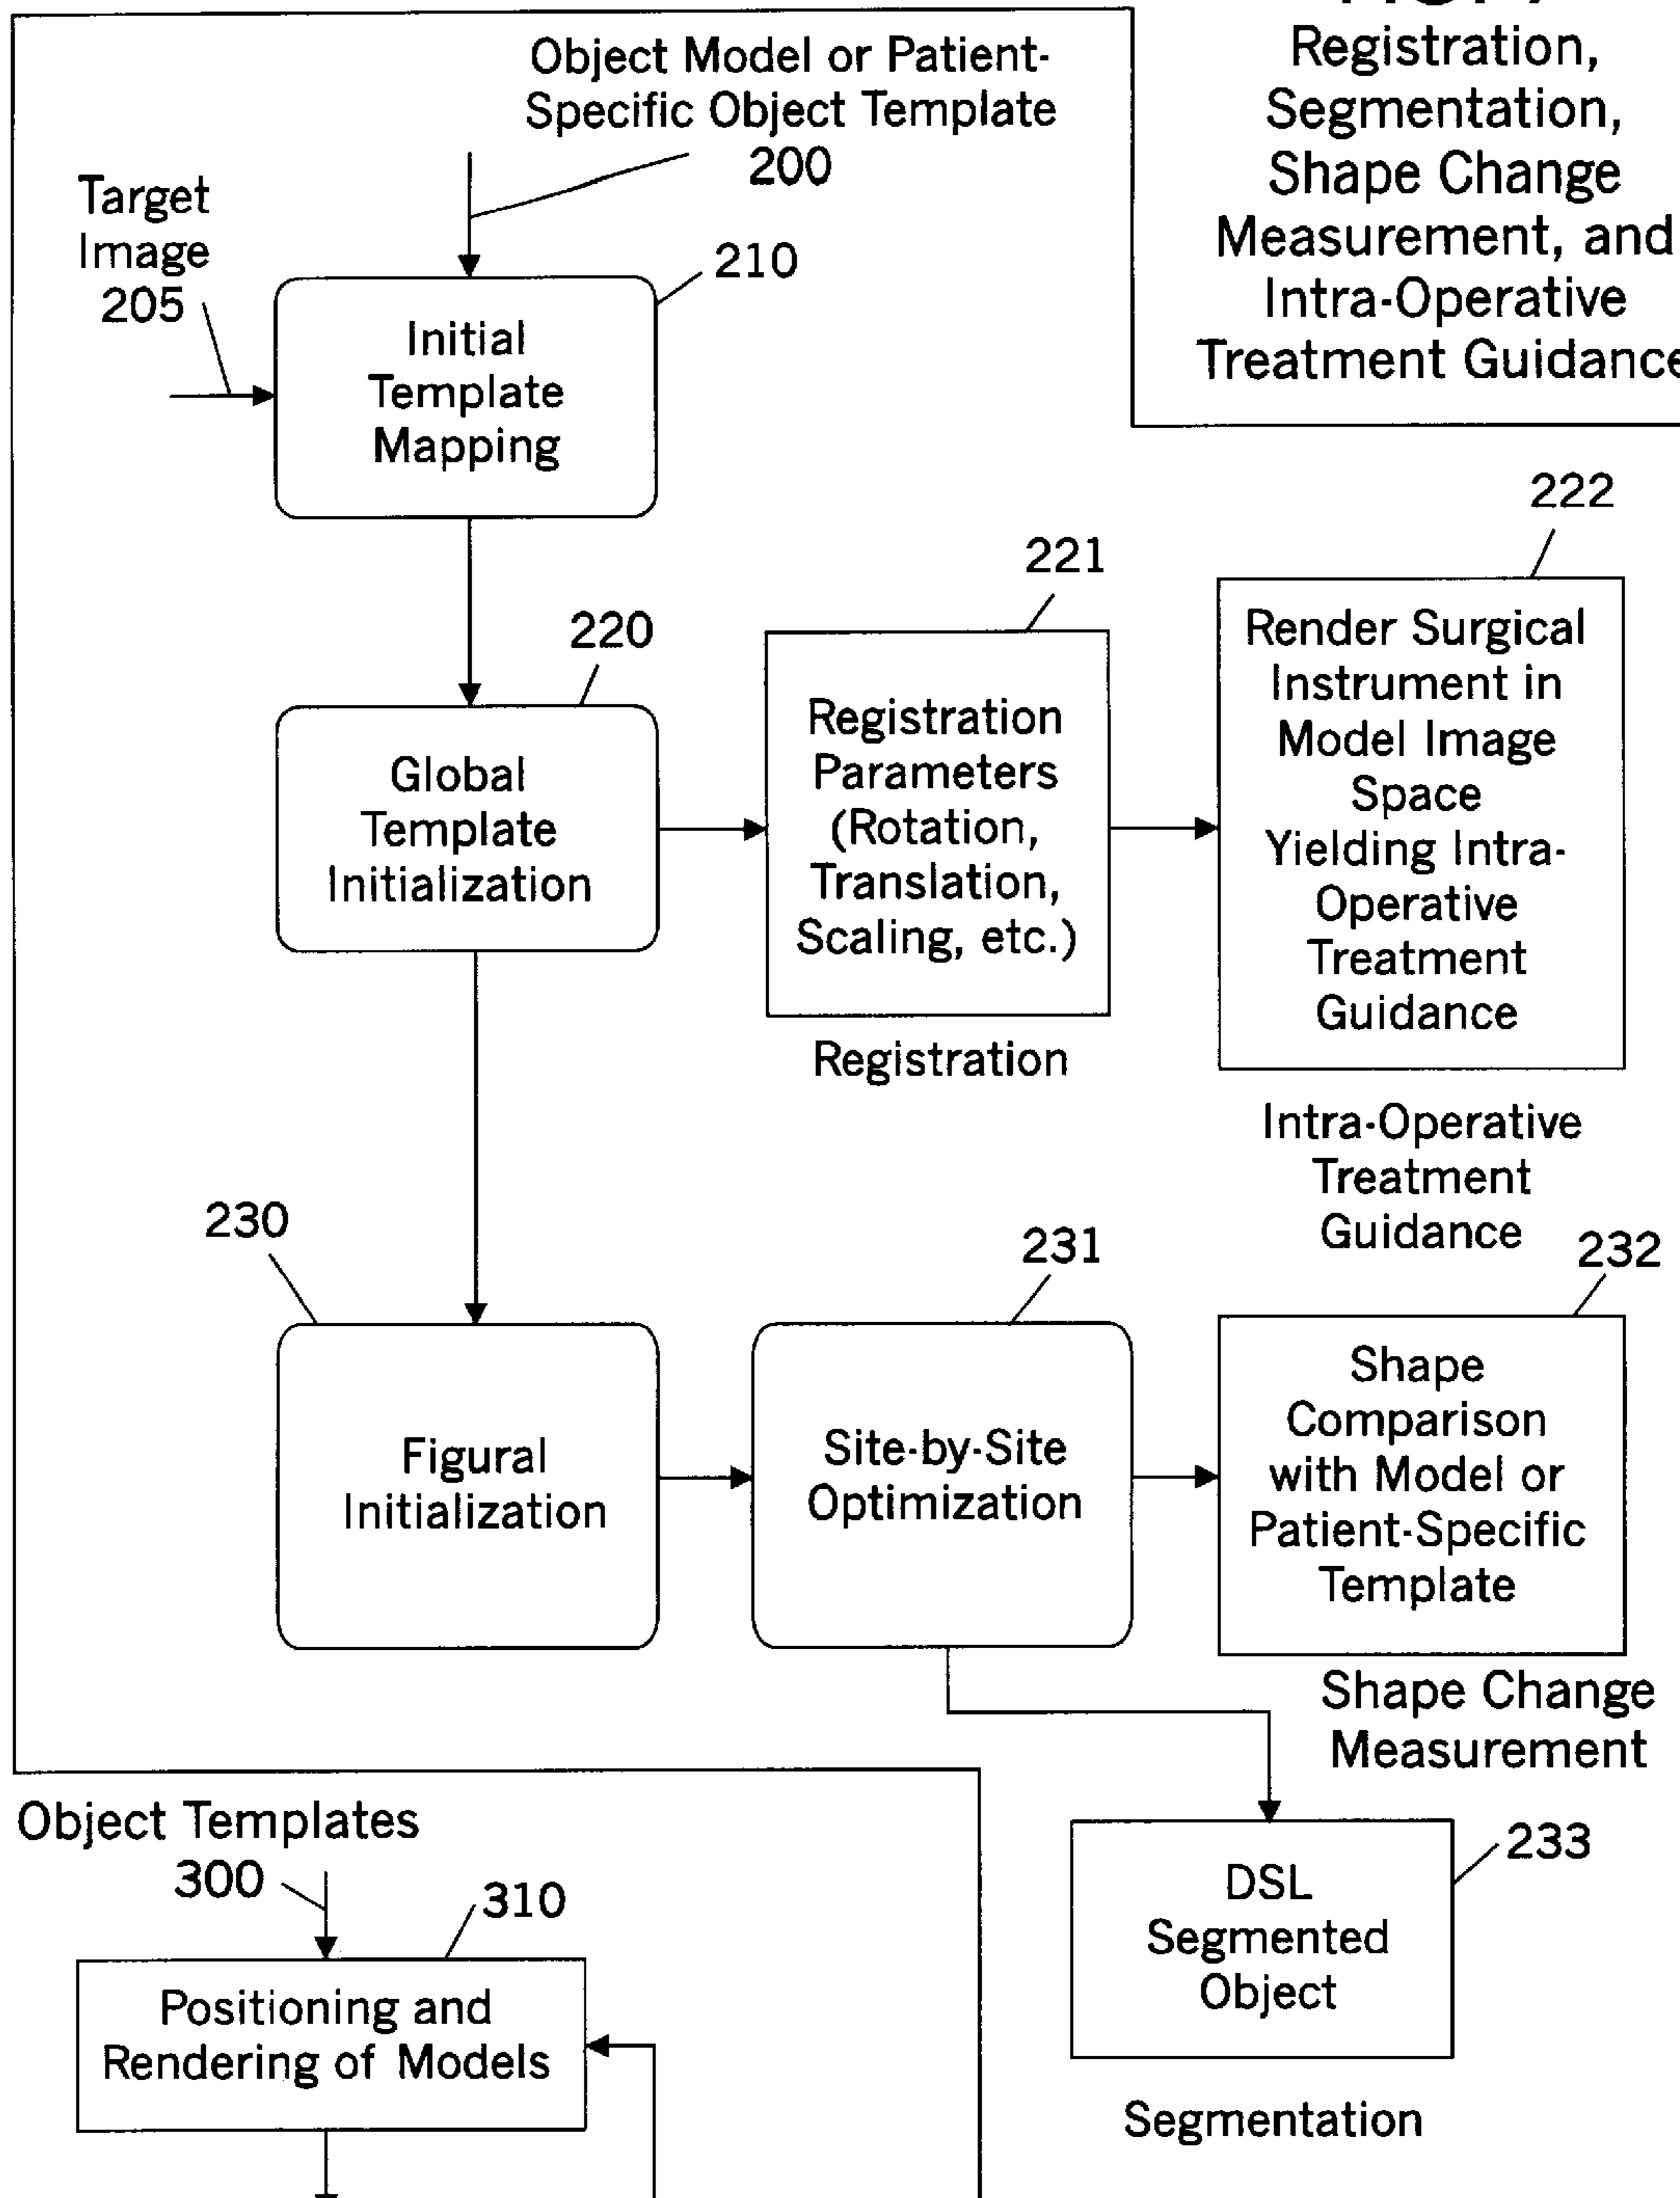 Registration,
Segmentation,
Shape Change
Measurement, and
Intra-Operative
Treatment Guidance
Object Model or Patient-
Specific Object Template
200
Target
Image
205
210
Initial
Template
Mapping
220
Global
Template
Initialization
221
Registration
Parameters
(Rotation,
Translation,
Scaling, etc.)
Registration
222
Render Surgical
Instrument in
Model Image
Space
Yielding Intra-
Operative
Treatment
Guidance
Intra-Operative
Treatment
Guidance
230
Figural
Initialization
231
Site-by-Site
Optimization
232
Shape
Comparison
with Model or
Patient-Specific
Template
Shape Change
Measurement
233
DSL
Segmented
Object
Segmentation
Object Templates
300
310
Positioning and
Rendering of Models